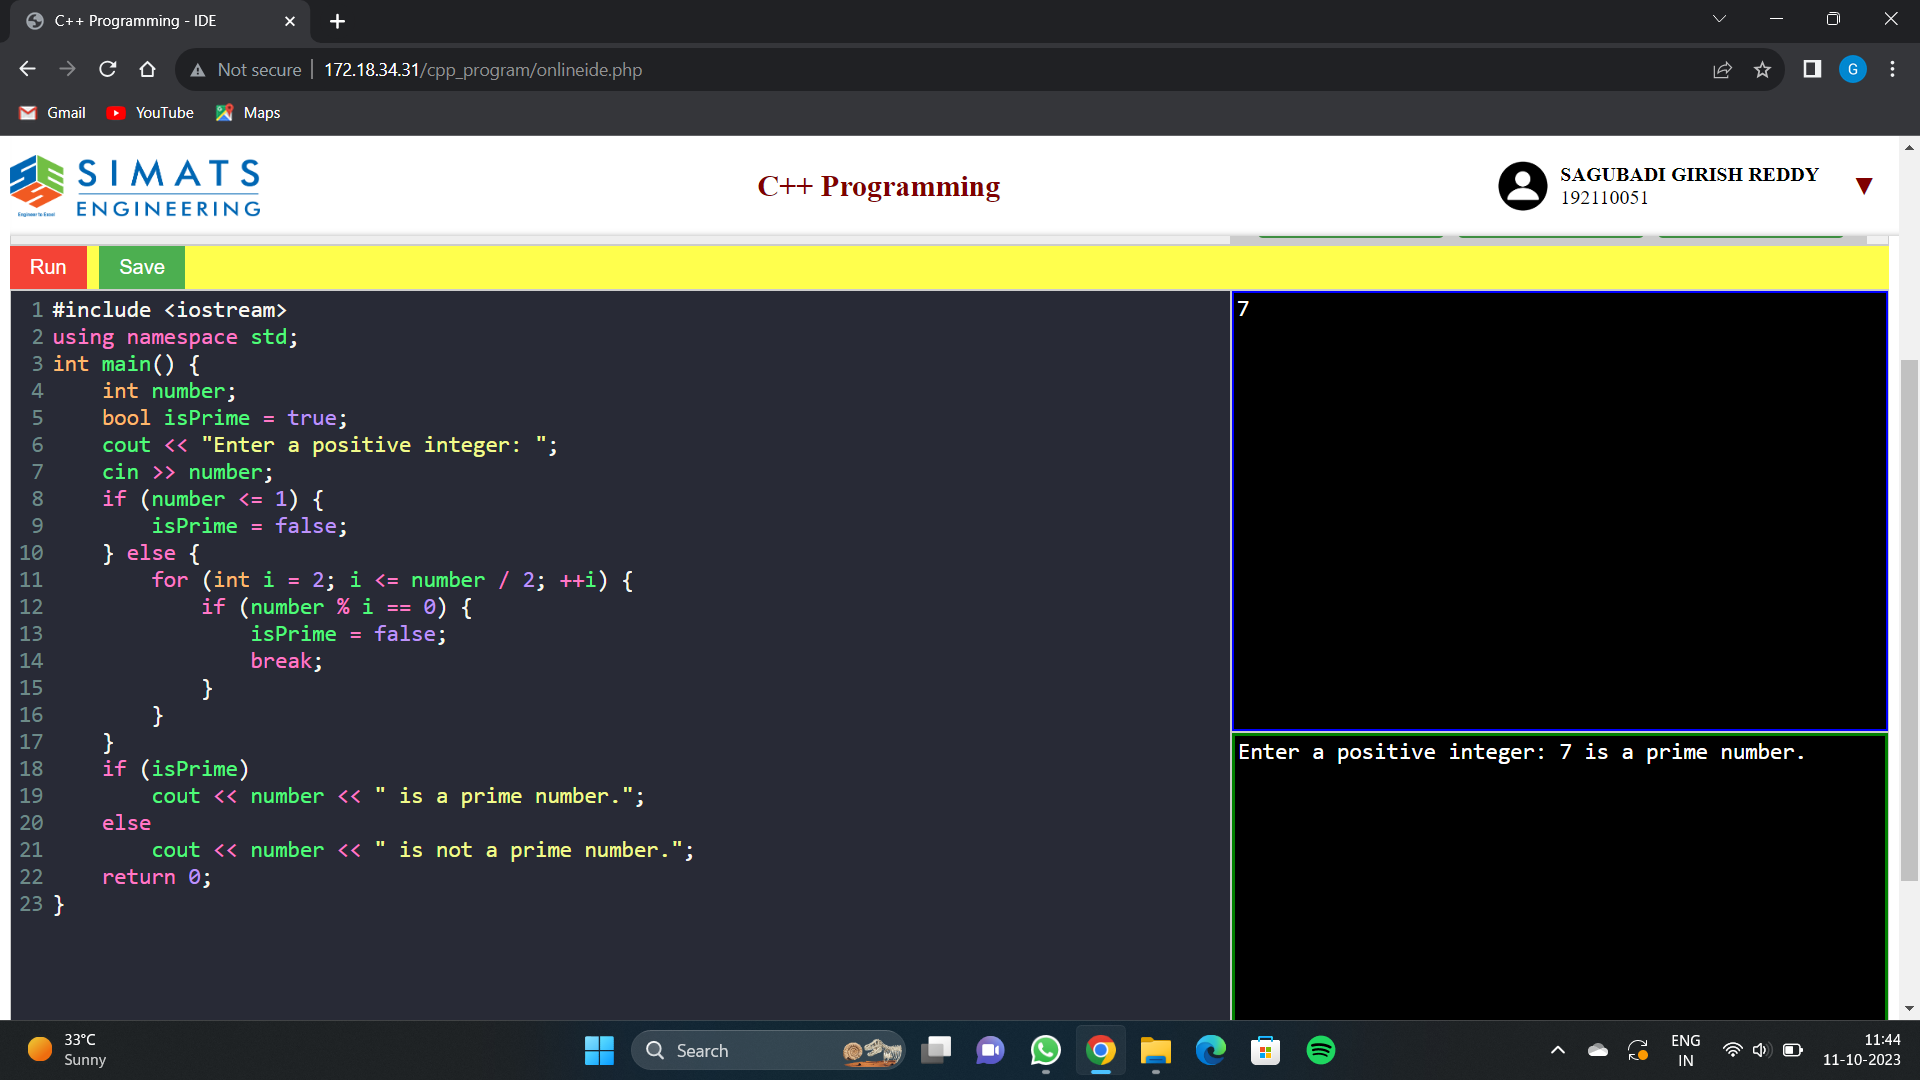 C++ Programming - IDE
Not secure
172.18.34.31/cpp_program/onlineide.php
G
Gmail
YouTube
Maps
SIMATS
ENGINEERING
Engineer to Excel
C++ Programming
SAGUBADI GIRISH REDDY
192110051
Run
Save
1 #include <iostream>
2 using namespace std;
3 int main() {
4     int number;
5     bool isPrime = true;
6     cout << "Enter a positive integer: ";
7     cin >> number;
8     if (number <= 1) {
9         isPrime = false;
10     } else {
11         for (int i = 2; i <= number / 2; ++i) {
12             if (number % i == 0) {
13                 isPrime = false;
14                 break;
15             }
16         }
17     }
18     if (isPrime)
19         cout << number << " is a prime number.";
20     else
21         cout << number << " is not a prime number.";
22     return 0;
23 }
7
Enter a positive integer: 7 is a prime number.
33°C
Sunny
Search
ENG
IN
11:44
11-10-2023